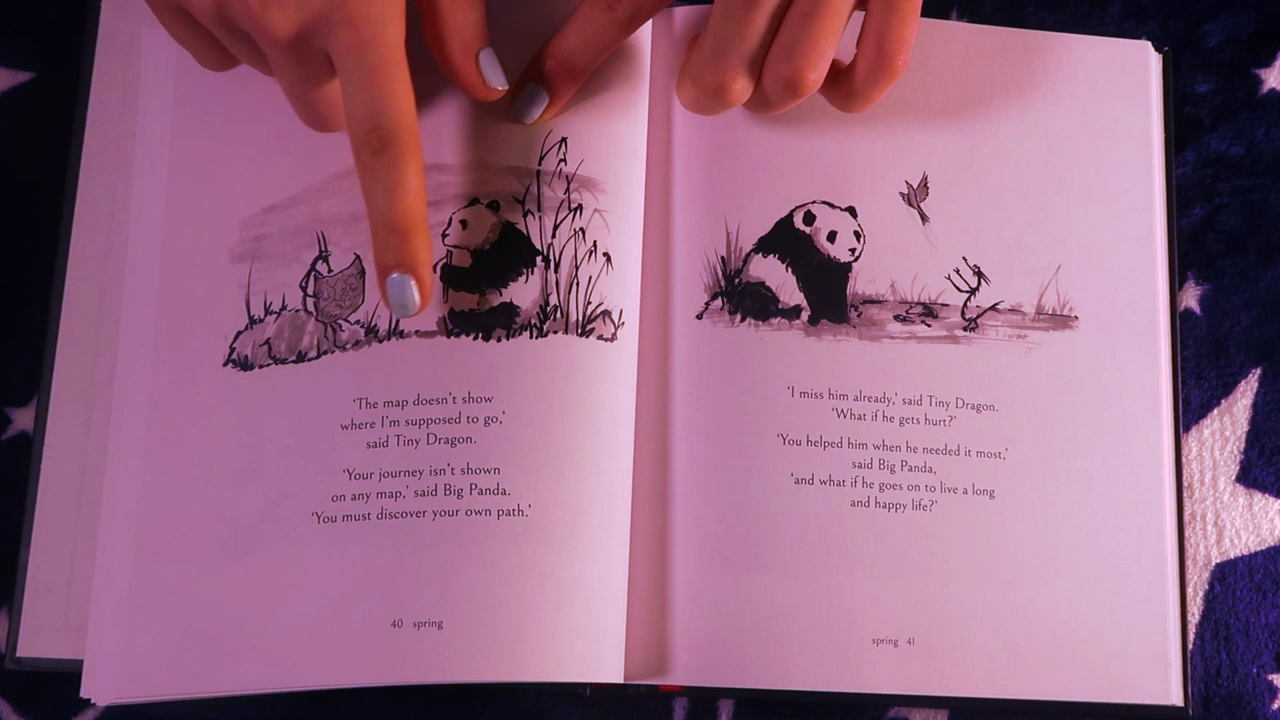 ‘The map doesn’t show
where I’m supposed to go,’
said Tiny Dragon.
‘Your journey isn’t shown
on any map,’ said Big Panda.
‘You must discover your own path.’
40 spring
‘I miss him already,’ said Tiny Dragon.
‘What if he gets hurt?’
‘You helped him when he needed it most,’
said Big Panda,
‘and what if he goes on to live a long
and happy life?’
spring 41